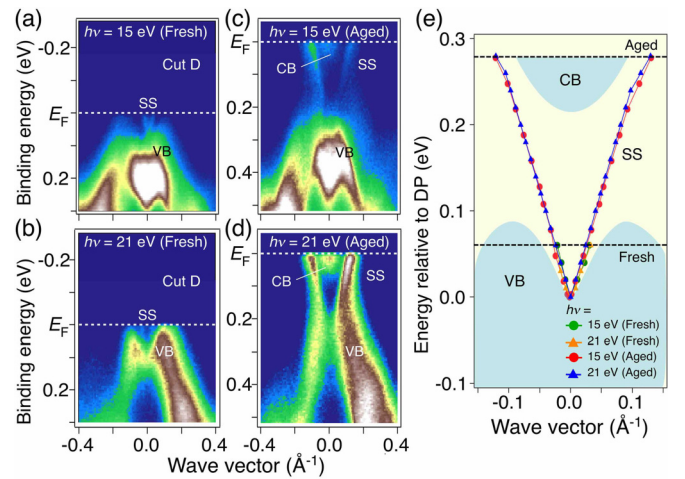 (a)
hν = 15 eV (Fresh)
Cut D
SS
VB
-0.2
E_F
0.2
Binding energy (eV)
(b)
hν = 21 eV (Fresh)
Cut D
SS
VB
-0.2
E_F
0.2
Binding energy (eV)
-0.4 0.0 0.4
(c)
hν = 15 eV (Aged)
E_F
CB
SS
VB
0.2
0.4
(d)
hν = 21 eV (Aged)
E_F
CB
SS
VB
0.2
0.4
-0.4 0.0 0.4
Wave vector (Å-1)
(e)
Aged
CB
SS
Fresh
VB
hν =
15 eV (Fresh)
21 eV (Fresh)
15 eV (Aged)
21 eV (Aged)
0.3
0.2
0.1
0.0
-0.1
Energy relative to DP (eV)
-0.1 0.0 0.1
Wave vector (Å-1)